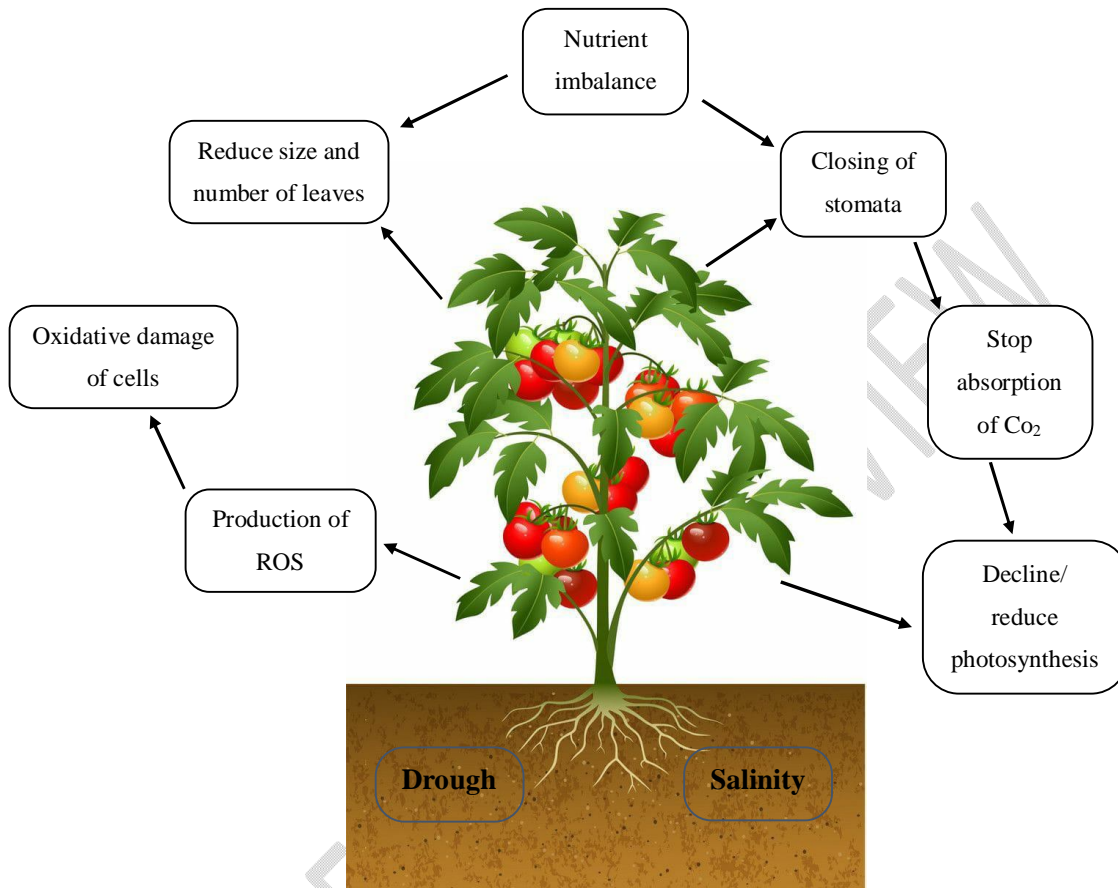 Nutrient
imbalance
Reduce size and
number of leaves
Closing of
stomata
Oxidative damage
of cells
Stop
absorption
of Co₂
Production of
ROS
Decline/
reduce
photosynthesis
Drough
Salinity